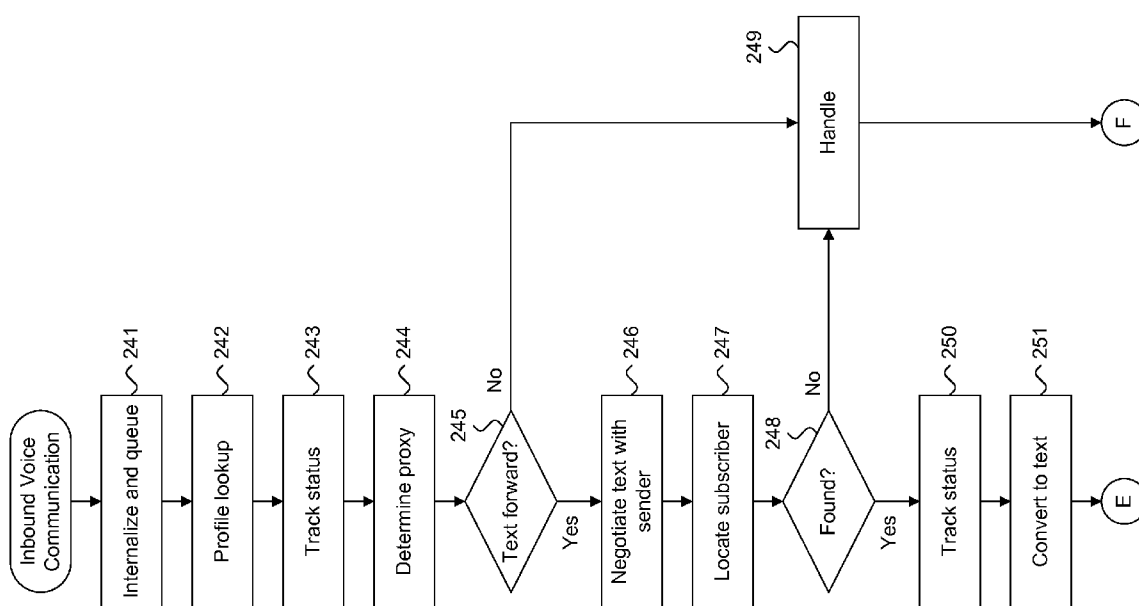 Inbound Voice
Communication
241
Internalize and queue
242
Profile lookup
243
Track status
244
Determine proxy
245
Text forward?
No
Yes
246
Negotiate text with
sender
247
Locate subscriber
248
Found?
No
Yes
249
Handle
250
Track status
251
Convert to text
E
F